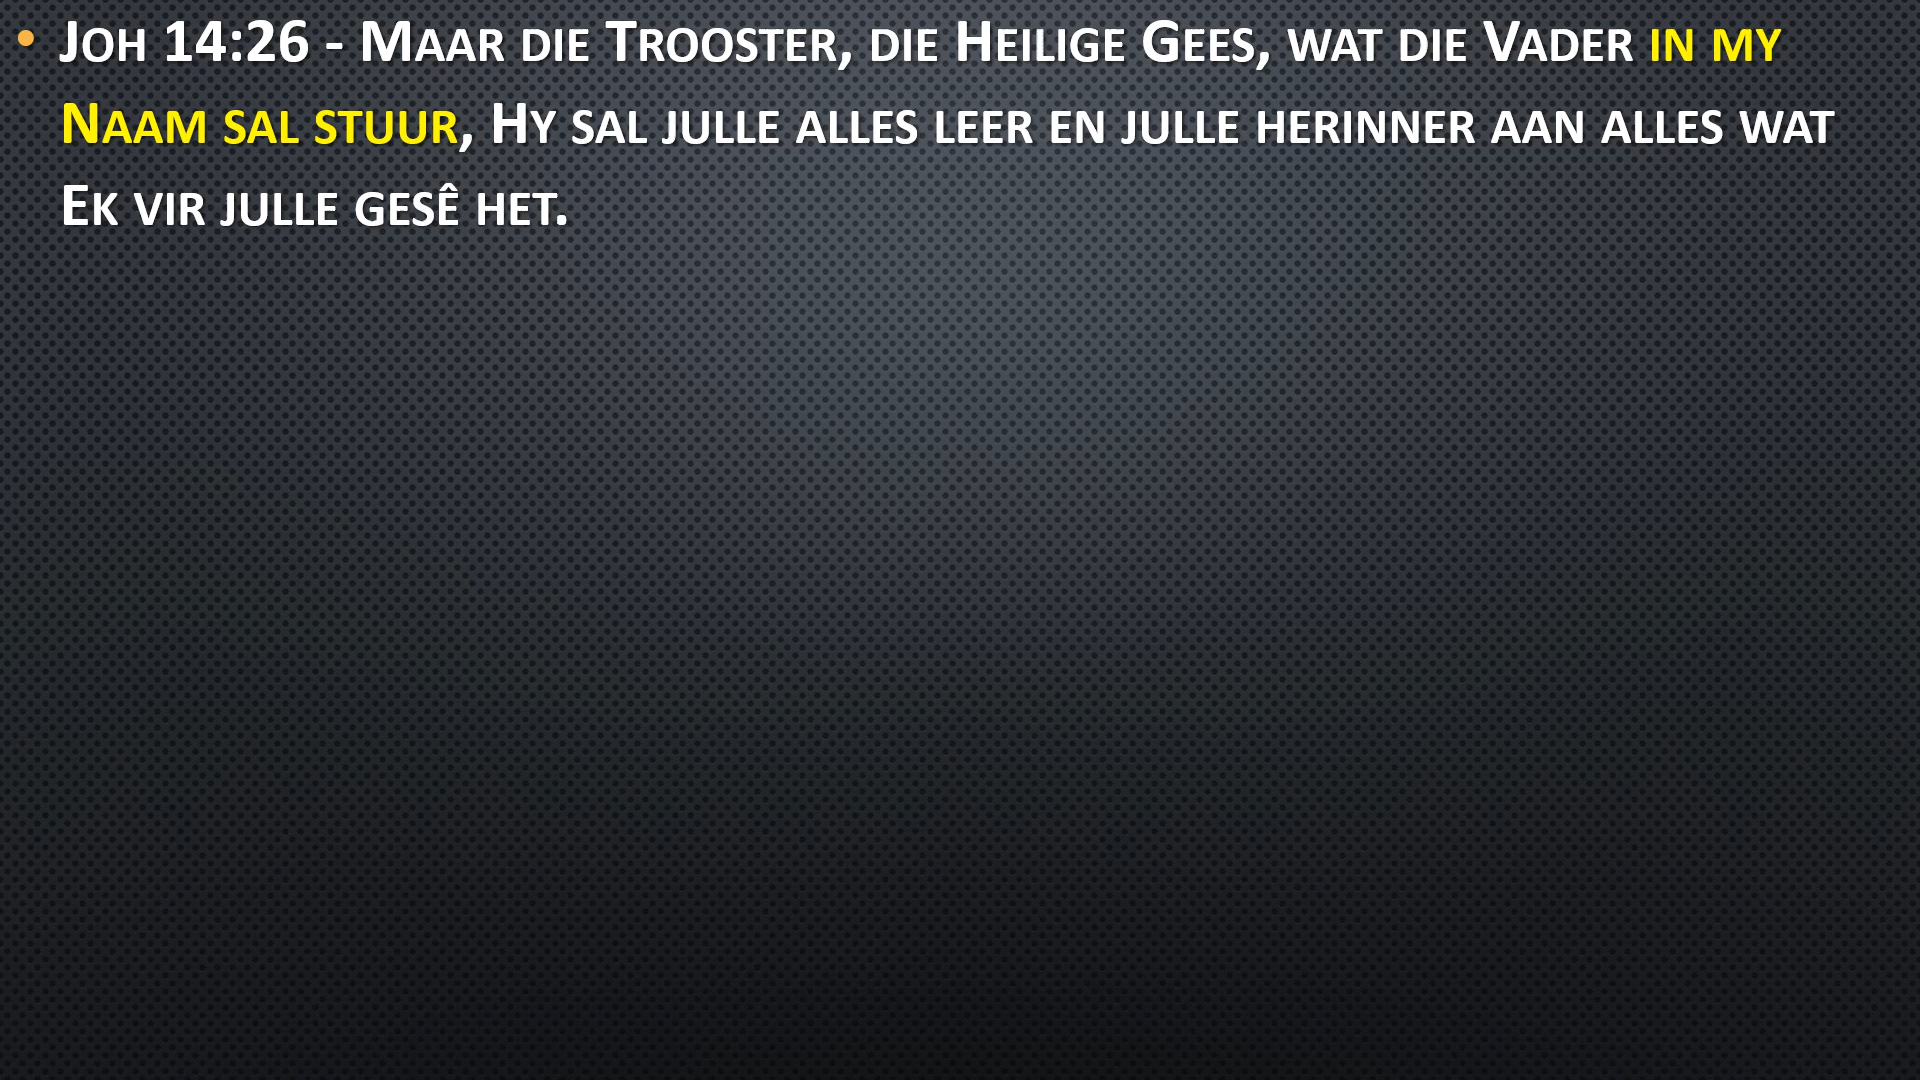 • Joh 14:26 - Maar die Trooster, die Heilige Gees, wat die Vader in my
Naam sal stuur, Hy sal julle alles leer en julle herinner aan alles wat
Ek vir julle gesê het.